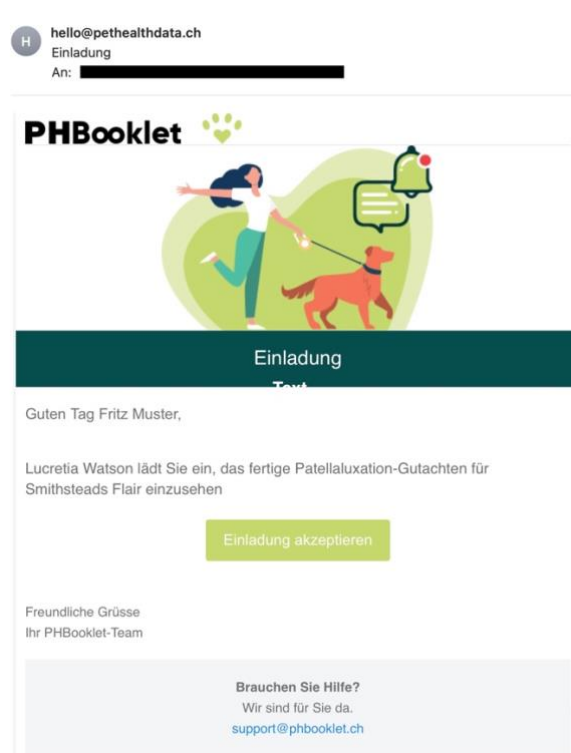 H
hello@pethealthdata.ch
Einladung
An:
PHBooklet
Einladung
Text
Guten Tag Fritz Muster,
Lucretia Watson lädt Sie ein, das fertige Patellaluxation-Gutachten für
Smithsteads Flair einzusehen
Einladung akzeptieren
Freundliche Grüsse
Ihr PHBooklet-Team
Brauchen Sie Hilfe?
Wir sind für Sie da.
support@phbooklet.ch